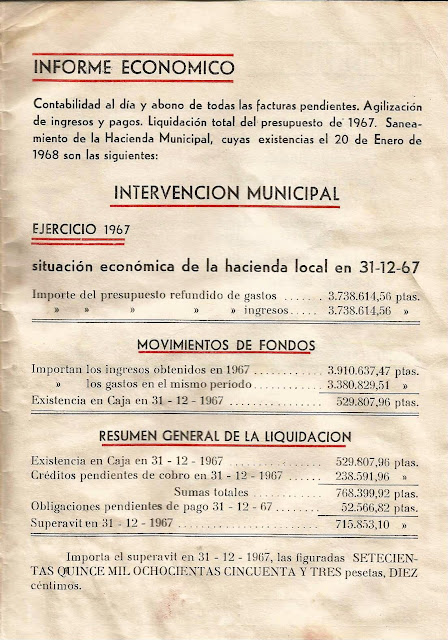 INFORME ECONOMICO
Contabilidad al día y abono de todas las facturas pendientes. Agilización
de ingresos y pagos. Liquidación total del presupuesto de 1967. Sanea-
miento de la Hacienda Municipal, cuyas existencias el 20 de Enero de
1968 son las siguientes:
INTERVENCION MUNICIPAL
EJERCICIO 1967
situación económica de la hacienda local en 31-12-67
Importe del presupuesto refundido de gastos ...... 3.738.614,56 ptas.
» » » » » ingresos..... 3.738.614,56 »
MOVIMIENTOS DE FONDOS
Importan los ingresos obtenidos en 1967 ............ 3.910.637,47 ptas.
» los gastos en el mismo período............ 3.380.829,51 »
Existencia en Caja en 31 - 12 - 1967 ................ 529.807,96 ptas.
RESUMEN GENERAL DE LA LIQUIDACION
Existencia en Caja en 31 - 12 - 1967 ................ 529.807,96 ptas.
Créditos pendientes de cobro en 31 - 12 - 1967 ...... 238.591,96 »
Sumas totales ......... 768.399,92 ptas.
Obligaciones pendientes de pago 31 - 12 - 67 ........ 52.566,82 ptas.
Superavit en 31 - 12 - 1967 ......................... 715.853,10 »
Importa el superavit en 31 - 12 - 1967, las figuradas SETECIEN-
TAS QUINCE MIL OCHOCIENTAS CINCUENTA Y TRES pesetas, DIEZ
céntimos.